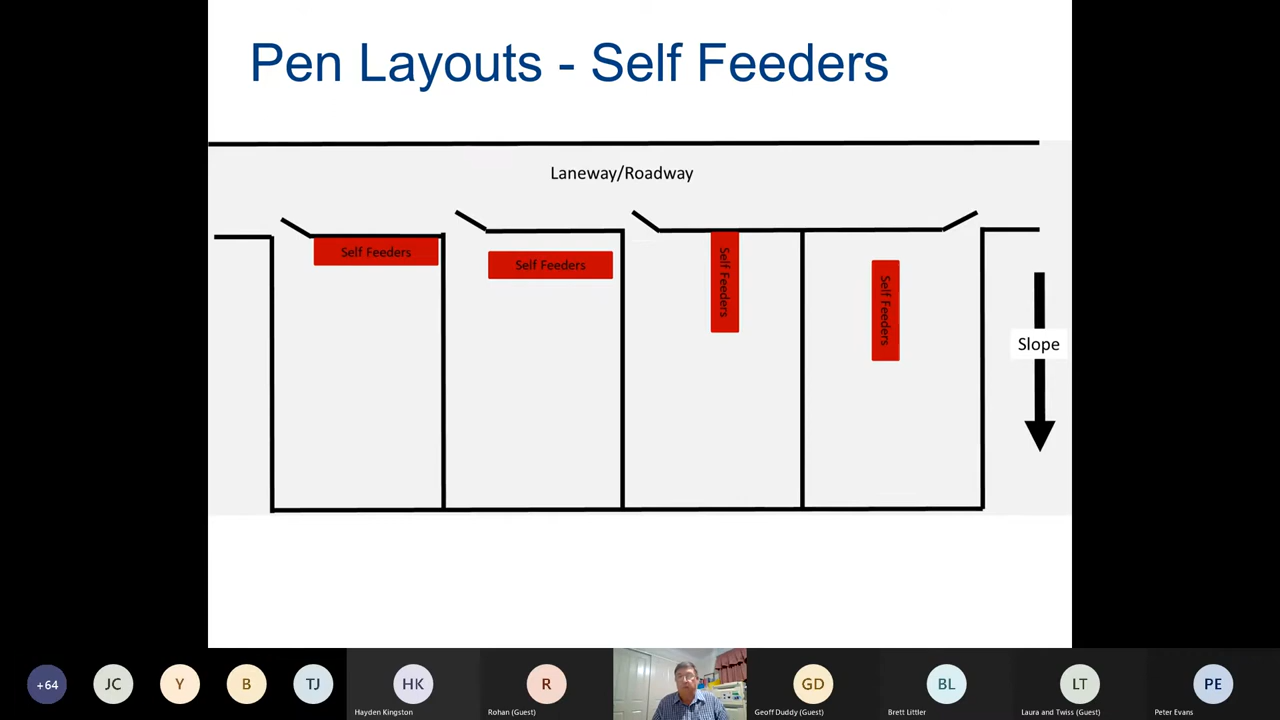 Pen Layouts - Self Feeders
Laneway/Roadway
Self Feeders
Self Feeders
Self Feeders
Self Feeders
Slope
+64
JC
Y
B
TJ
HK
Hayden Kingston
R
Rohan (Guest)
GD
Geoff Duddy (Guest)
BL
Brett Littler
LT
Laura and Twiss (Guest)
PE
Peter Evans